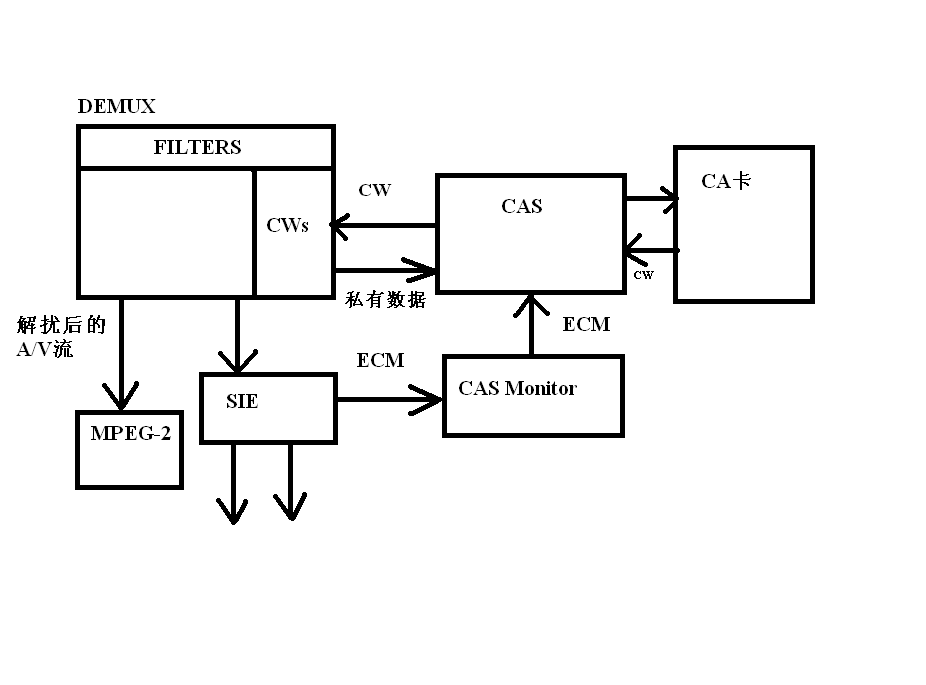 DEMUX
FILTERS
CWs
CW
CAS
CA卡
cw
私有数据
解扰后的
A/V流
ECM
ECM
SIE
CAS Monitor
MPEG-2